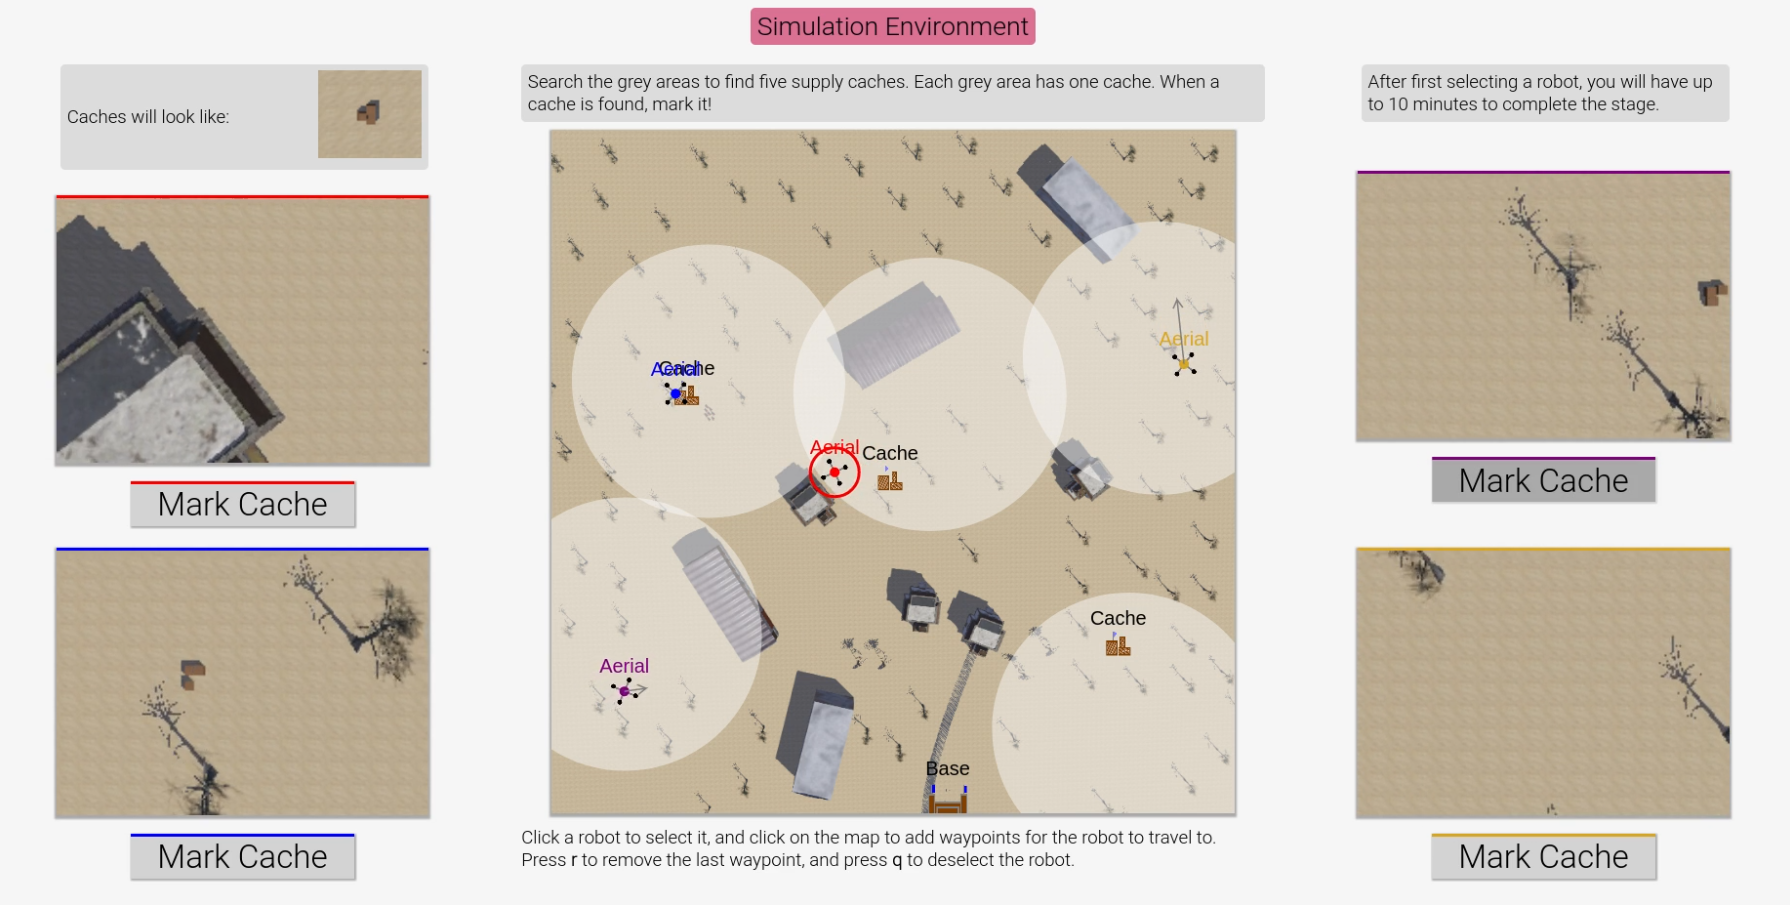 Simulation Environment
Caches will look like:
Search the grey areas to find five supply caches. Each grey area has one cache. When a
cache is found, mark it!
After first selecting a robot, you will have up
to 10 minutes to complete the stage.
Mark Cache
Mark Cache
Aerial
Cache
Aerial
Aerial
Cache
Cache
Aerial
Base
Click a robot to select it, and click on the map to add waypoints for the robot to travel to.
Press r to remove the last waypoint, and press q to deselect the robot.
Mark Cache
Mark Cache